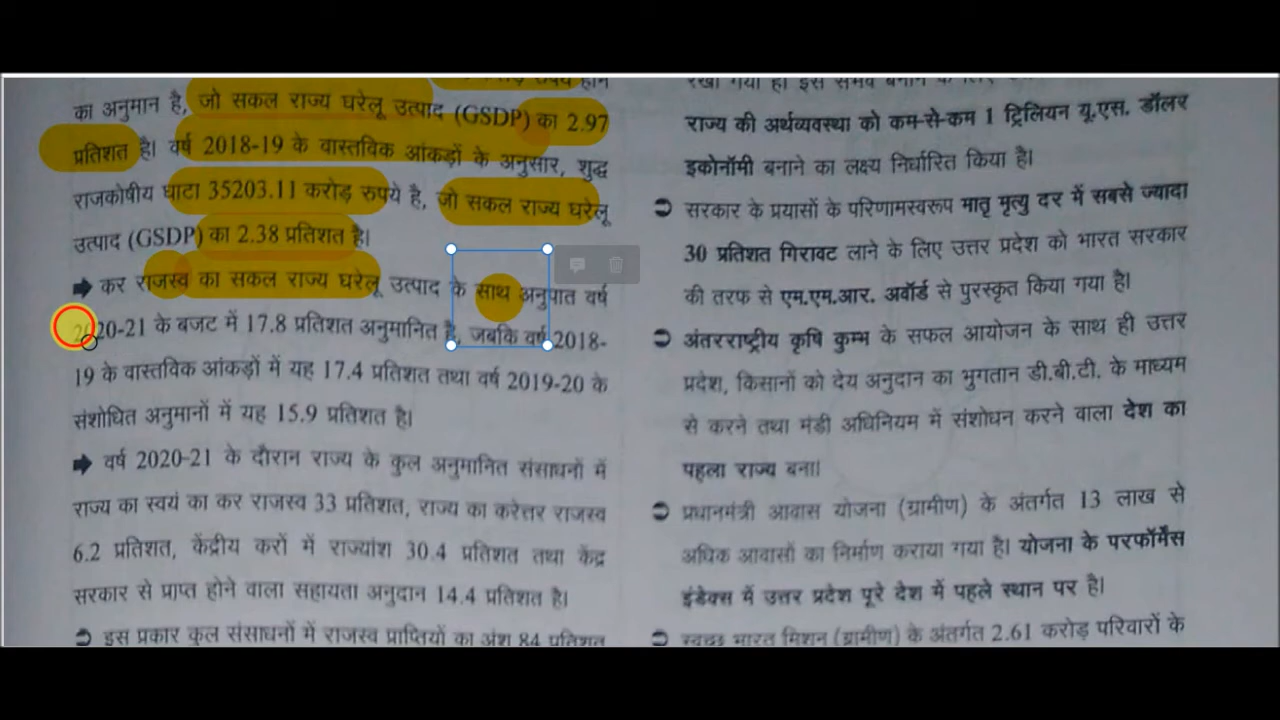 का अनुमान है, जो सकल राज्य घरेलू उत्पाद (GSDP) का 2.97
प्रतिशत है। वर्ष 2018-19 के वास्तविक आंकड़ों के अनुसार, शुद्ध
राजकोषीय घाटा 35203.11 करोड़ रुपये है, जो सकल राज्य घरेलू
उत्पाद (GSDP) का 2.38 प्रतिशत है।
कर राजस्व का सकल राज्य घरेलू उत्पाद के साथ अनुपात वर्ष
2020-21 के बजट में 17.8 प्रतिशत अनुमानित है, जबकि वर्ष 2018-
19 के वास्तविक आंकड़ों में यह 17.4 प्रतिशत तथा वर्ष 2019-20 के
संशोधित अनुमानों में यह 15.9 प्रतिशत है।
वर्ष 2020-21 के दौरान राज्य के कुल अनुमानित संसाधनों में
राज्य का स्वयं का कर राजस्व 33 प्रतिशत, राज्य का करेत्तर राजस्व
6.2 प्रतिशत, केंद्रीय करों में राज्यांश 30.4 प्रतिशत तथा केंद्र
सरकार से प्राप्त होने वाला सहायता अनुदान 14.4 प्रतिशत है।
इस प्रकार कुल संसाधनों में राजस्व प्राप्तियों का अंश 84 प्रतिशत
रखा गया है। इसे संभव बनाने के लिए
राज्य की अर्थव्यवस्था को कम-से-कम 1 ट्रिलियन यू.एस. डॉलर
इकोनॉमी बनाने का लक्ष्य निर्धारित किया है।
सरकार के प्रयासों के परिणामस्वरूप मातृ मृत्यु दर में सबसे ज्यादा
30 प्रतिशत गिरावट लाने के लिए उत्तर प्रदेश को भारत सरकार
की तरफ से एम.एम.आर. अवॉर्ड से पुरस्कृत किया गया है।
अंतरराष्ट्रीय कृषि कुम्भ के सफल आयोजन के साथ ही उत्तर
प्रदेश, किसानों को देय अनुदान का भुगतान डी.बी.टी. के माध्यम
से करने तथा मंडी अधिनियम में संशोधन करने वाला देश का
पहला राज्य बना।
प्रधानमंत्री आवास योजना (ग्रामीण) के अंतर्गत 13 लाख से
अधिक आवासों का निर्माण कराया गया है। योजना के परफॉर्मेंस
इंडेक्स में उत्तर प्रदेश पूरे देश में पहले स्थान पर है।
स्वच्छ भारत मिशन (ग्रामीण) के अंतर्गत 2.61 करोड़ परिवारों के